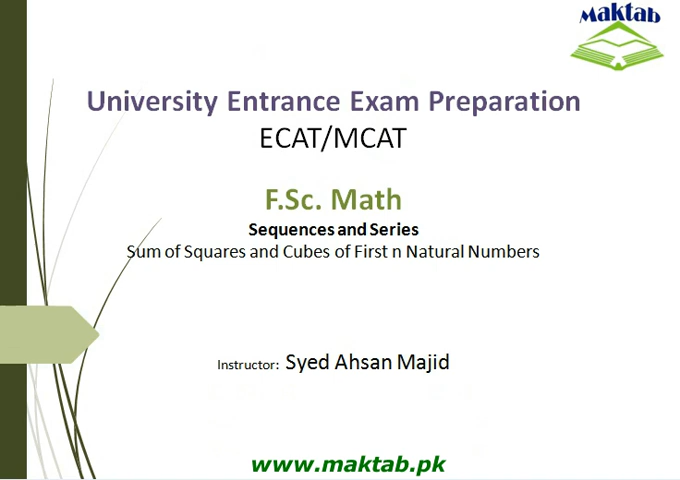 Maktab
University Entrance Exam Preparation
ECAT/MCAT
F.Sc. Math
Sequences and Series
Sum of Squares and Cubes of First n Natural Numbers
Instructor: Syed Ahsan Majid
www.maktab.pk